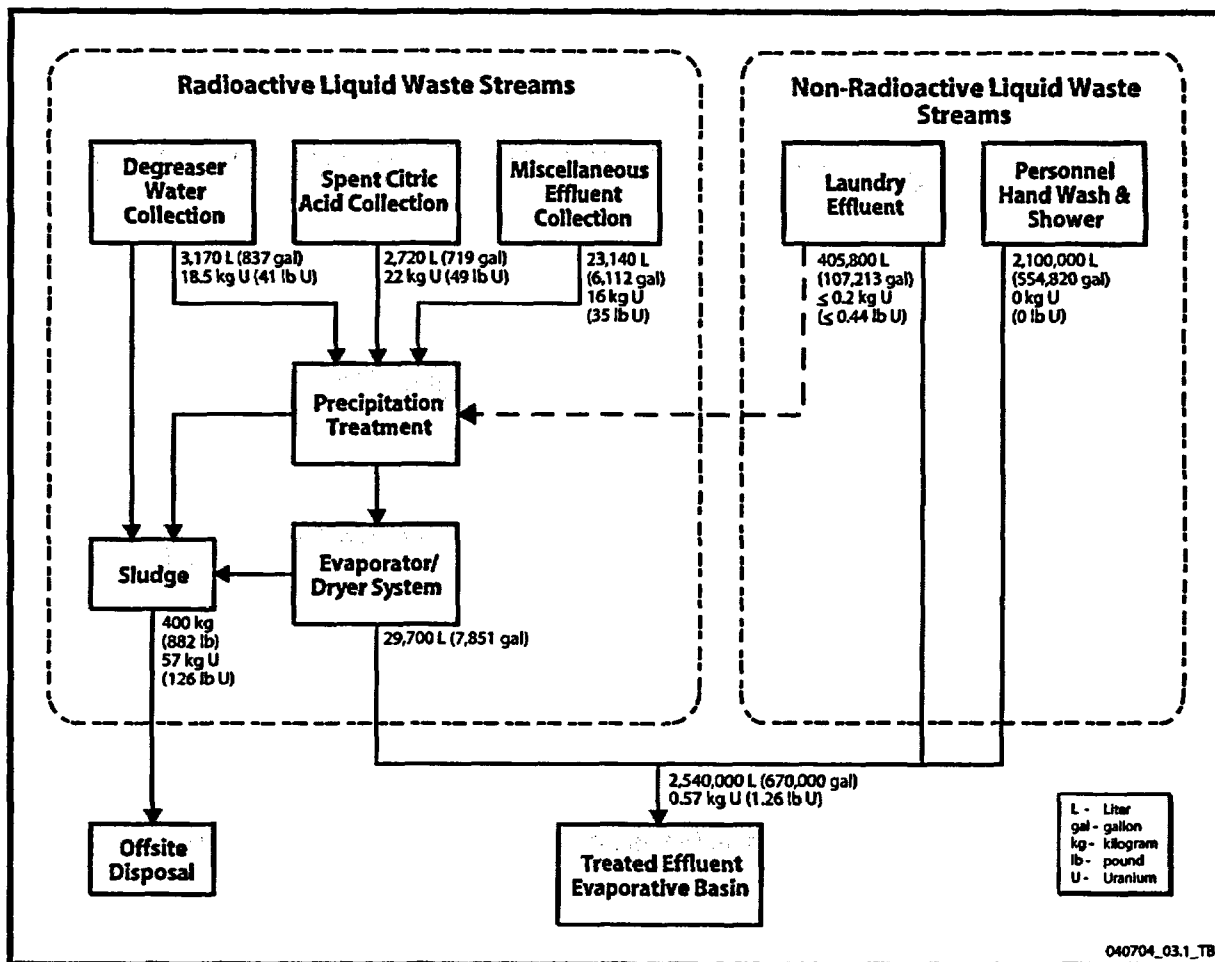 Radioactive Liquid Waste Streams
Degreaser
Water
Collection
Spent Citric
Acid Collection
Miscellaneous
Effluent
Collection
3,170 L (837 gal)
18.5 kg U (41 lb U)
2,720 L (719 gal)
22 kg U (49 lb U)
23,140 L
(6,112 gal)
16 kg U
(35 lb U)
Precipitation
Treatment
Sludge
Evaporator/
Dryer System
400 kg
(882 lb)
57 kg U
(126 lb U)
29,700 L (7,851 gal)
Non-Radioactive Liquid Waste
Streams
Laundry
Effluent
Personnel
Hand Wash &
Shower
405,800 L
(107,213 gal)
≤ 0.2 kg U
(≤ 0.44 lb U)
2,100,000 L
(554,820 gal)
0 kg U
(0 lb U)
2,540,000 L (670,000 gal)
0.57 kg U (1.26 lb U)
Offsite
Disposal
Treated Effluent
Evaporative Basin
L - Liter
gal - gallon
kg - kilogram
lb - pound
U - Uranium
040704_03.1_TB